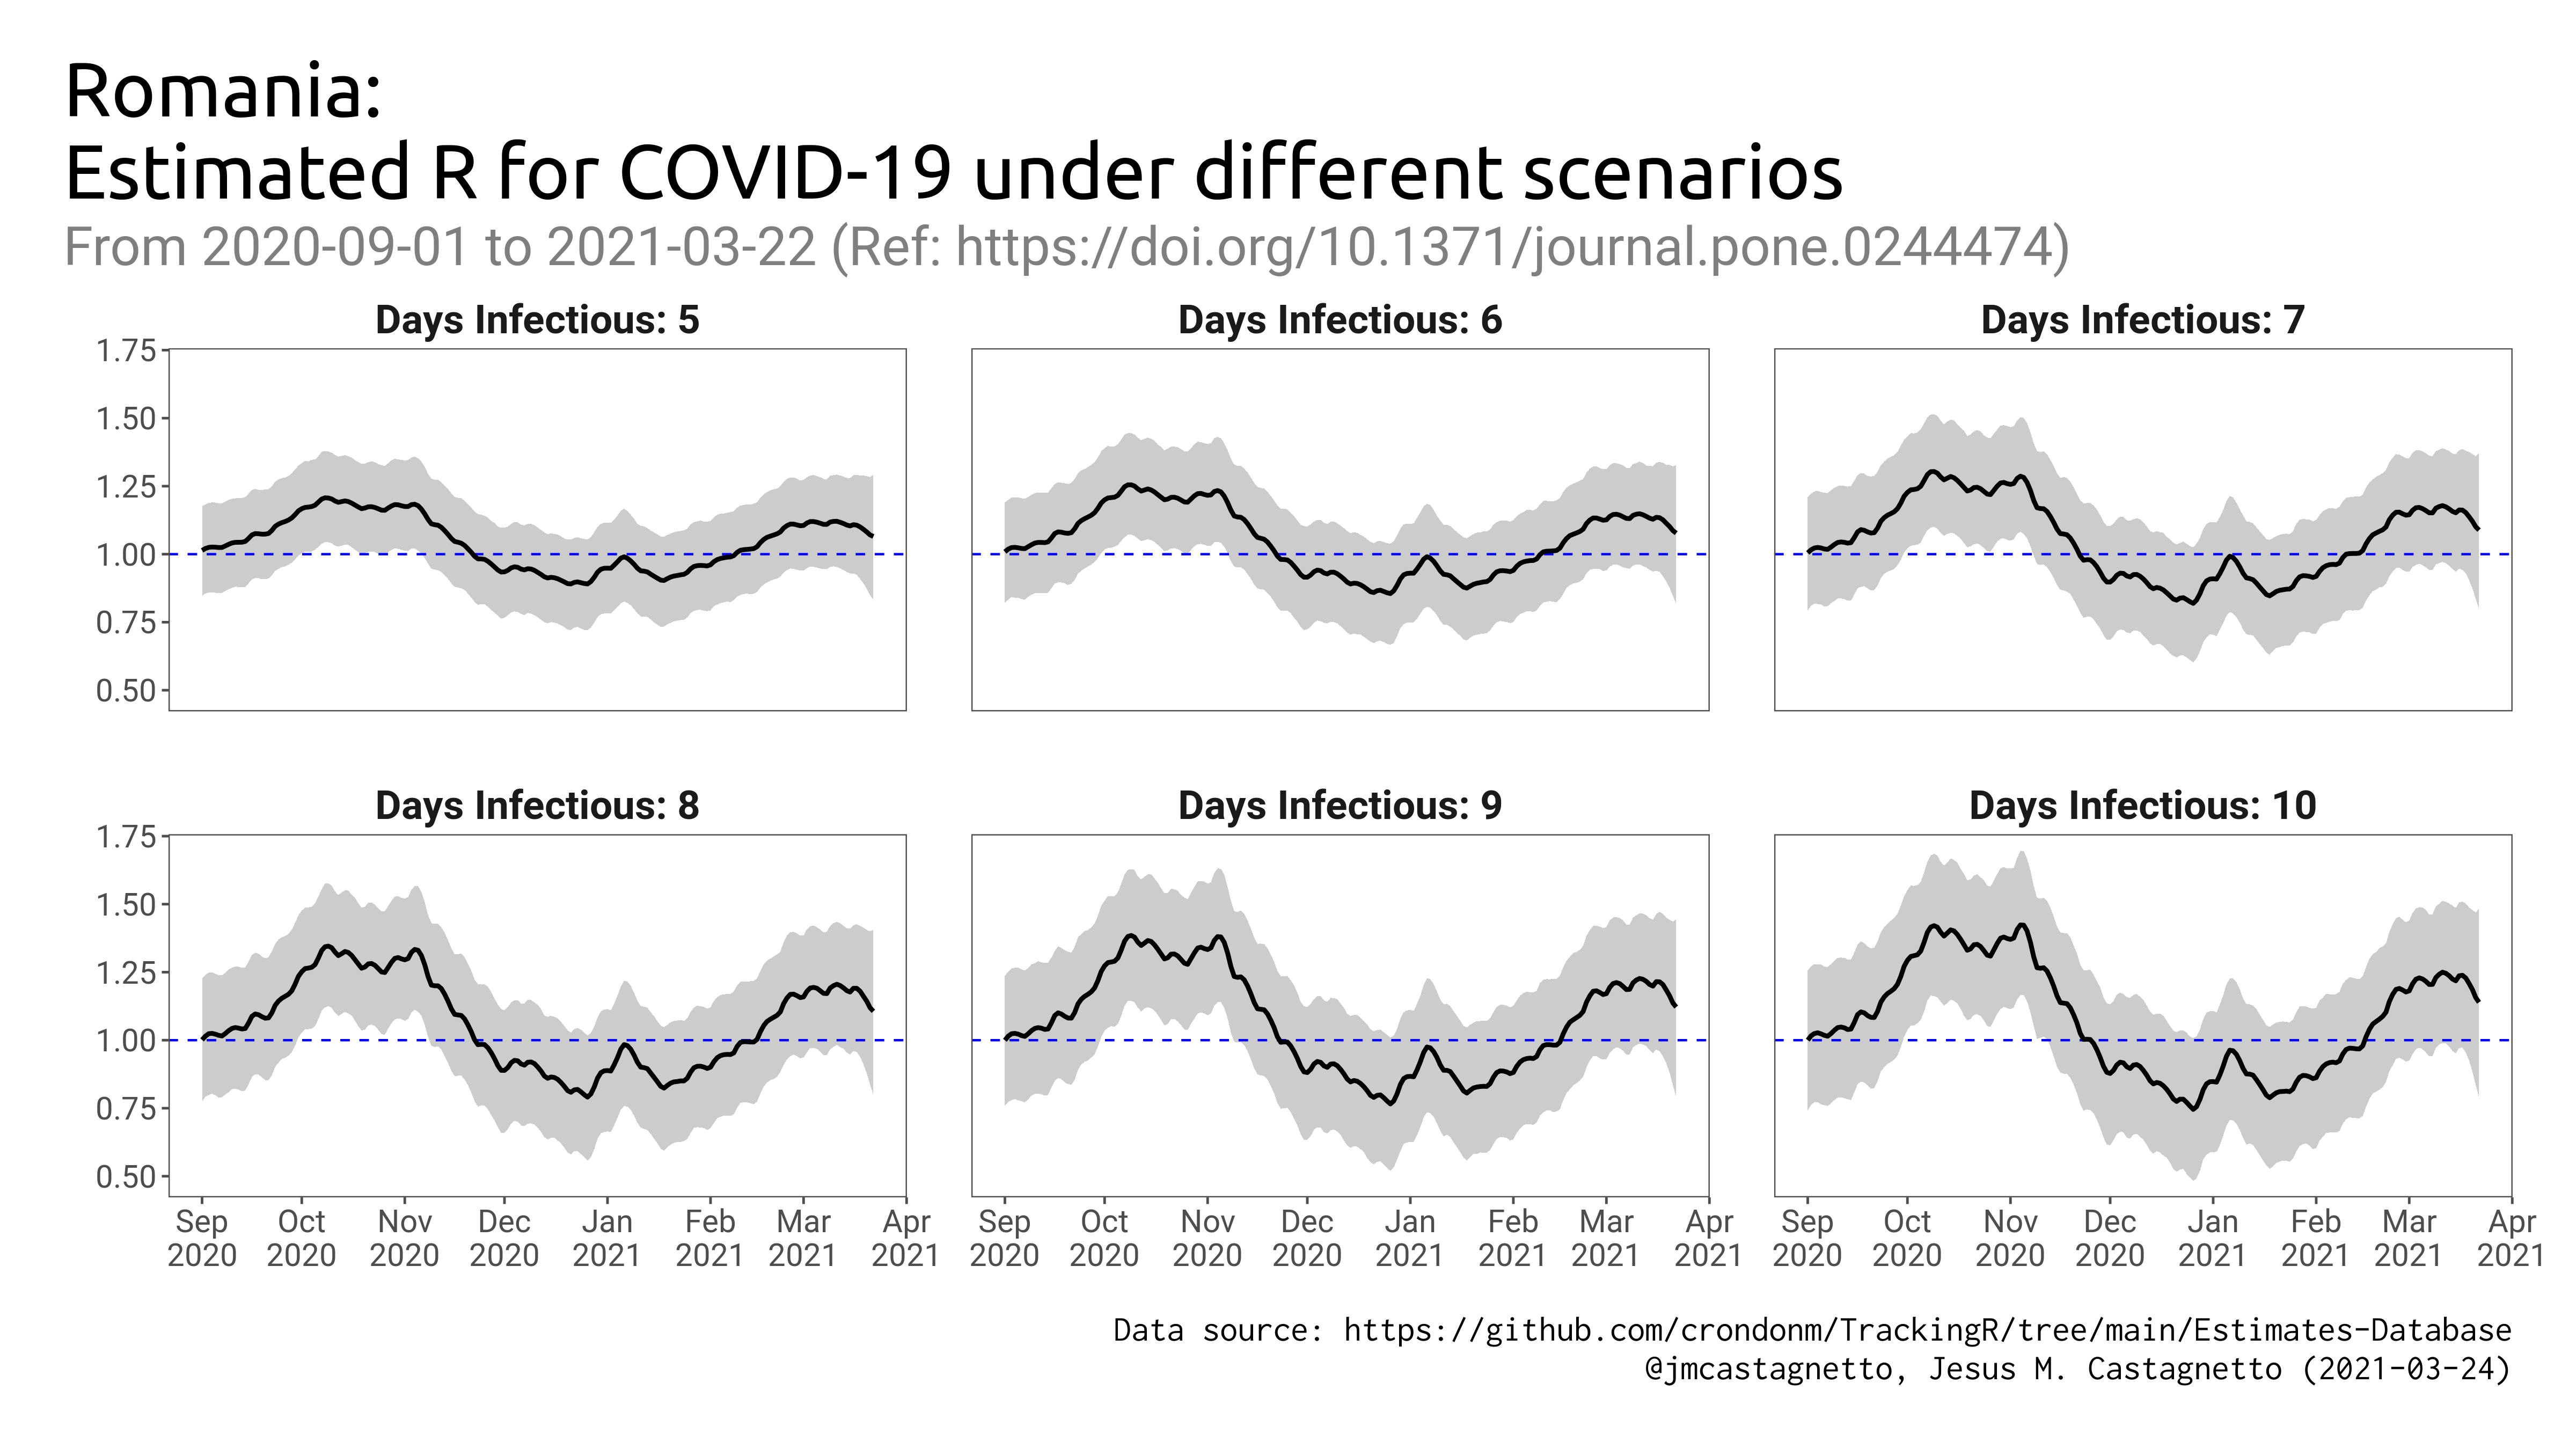 Romania:
Estimated R for COVID-19 under different scenarios
From 2020-09-01 to 2021-03-22 (Ref: https://doi.org/10.1371/journal.pone.0244474)
Days Infectious: 5
Days Infectious: 6
Days Infectious: 7
1.75
1.50
1.25
1.00
0.75
0.50
Days Infectious: 8
Days Infectious: 9
Days Infectious: 10
1.75
1.50
1.25
1.00
0.75
0.50
Sep Oct Nov Dec Jan Feb Mar Apr
2020 2020 2020 2020 2021 2021 2021 2021
Sep Oct Nov Dec Jan Feb Mar Apr
2020 2020 2020 2020 2021 2021 2021 2021
Sep Oct Nov Dec Jan Feb Mar Apr
2020 2020 2020 2020 2021 2021 2021 2021
Data source: https://github.com/crondonm/TrackingR/tree/main/Estimates-Database
@jmcastagnetto, Jesus M. Castagnetto (2021-03-24)